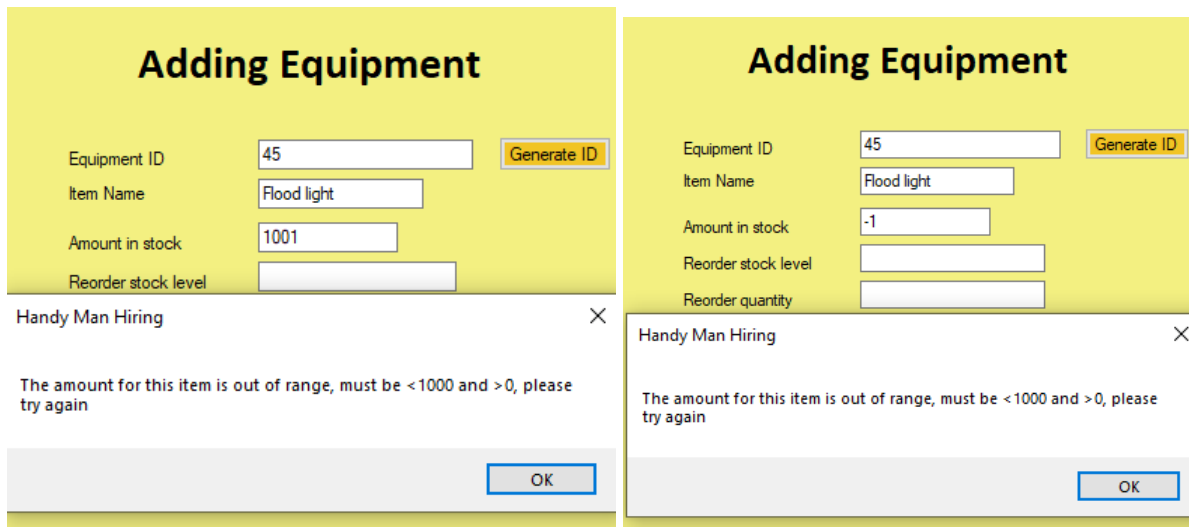 Adding Equipment
Equipment ID 45 Generate ID
Item Name Flood light
Amount in stock 1001
Reorder stock level
Handy Man Hiring
The amount for this item is out of range, must be <1000 and >0, please
try again
OK
Adding Equipment
Equipment ID 45 Generate ID
Item Name Flood light
Amount in stock -1
Reorder stock level
Reorder quantity
Handy Man Hiring
The amount for this item is out of range, must be <1000 and >0, please
try again
OK